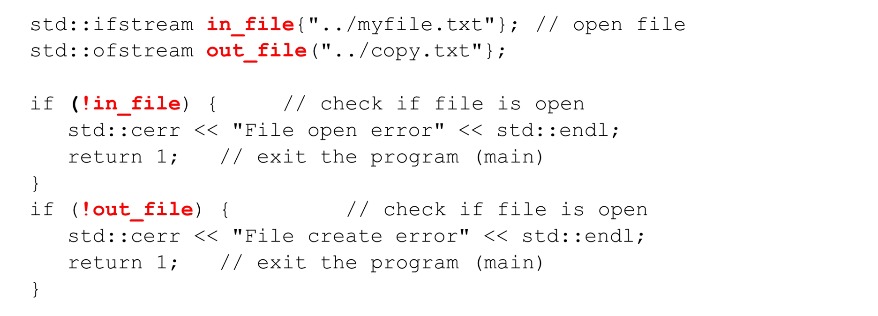 std::ifstream in_file{"../myfile.txt"}; // open file
std::ofstream out_file("../copy.txt"};
if (!in_file) { // check if file is open
std::cerr << "File open error" << std::endl;
return 1; // exit the program (main)
}
if (!out_file) { // check if file is open
std::cerr << "File create error" << std::endl;
return 1; // exit the program (main)
}